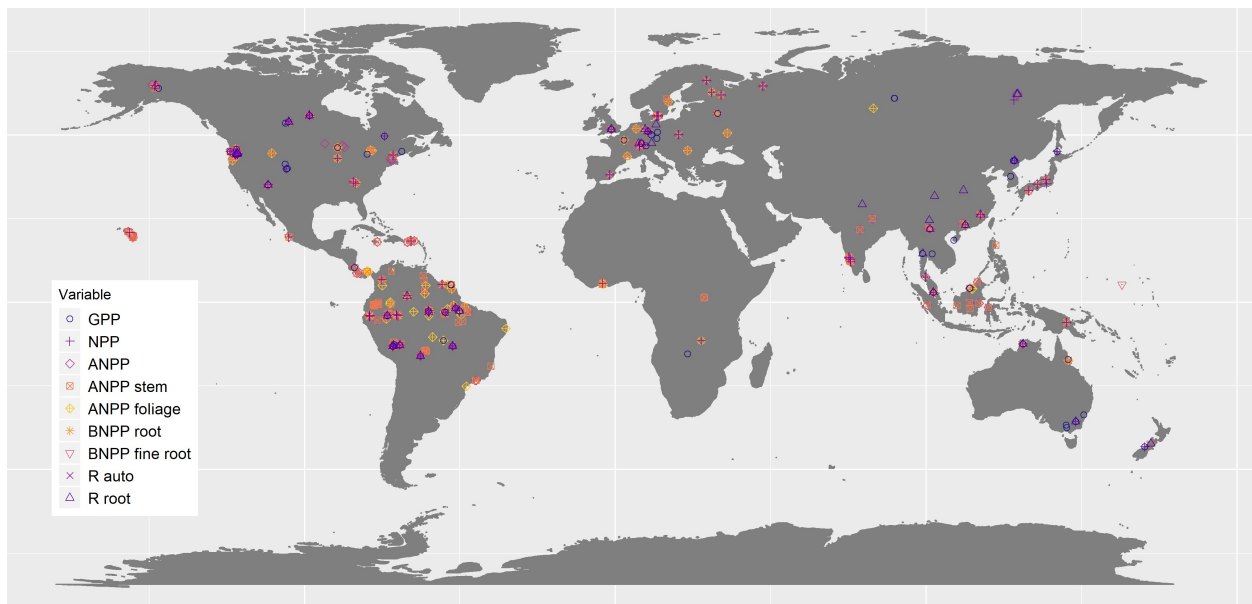 Variable
GPP
NPP
ANPP
ANPP stem
ANPP foliage
BNPP root
BNPP fine root
R auto
R root